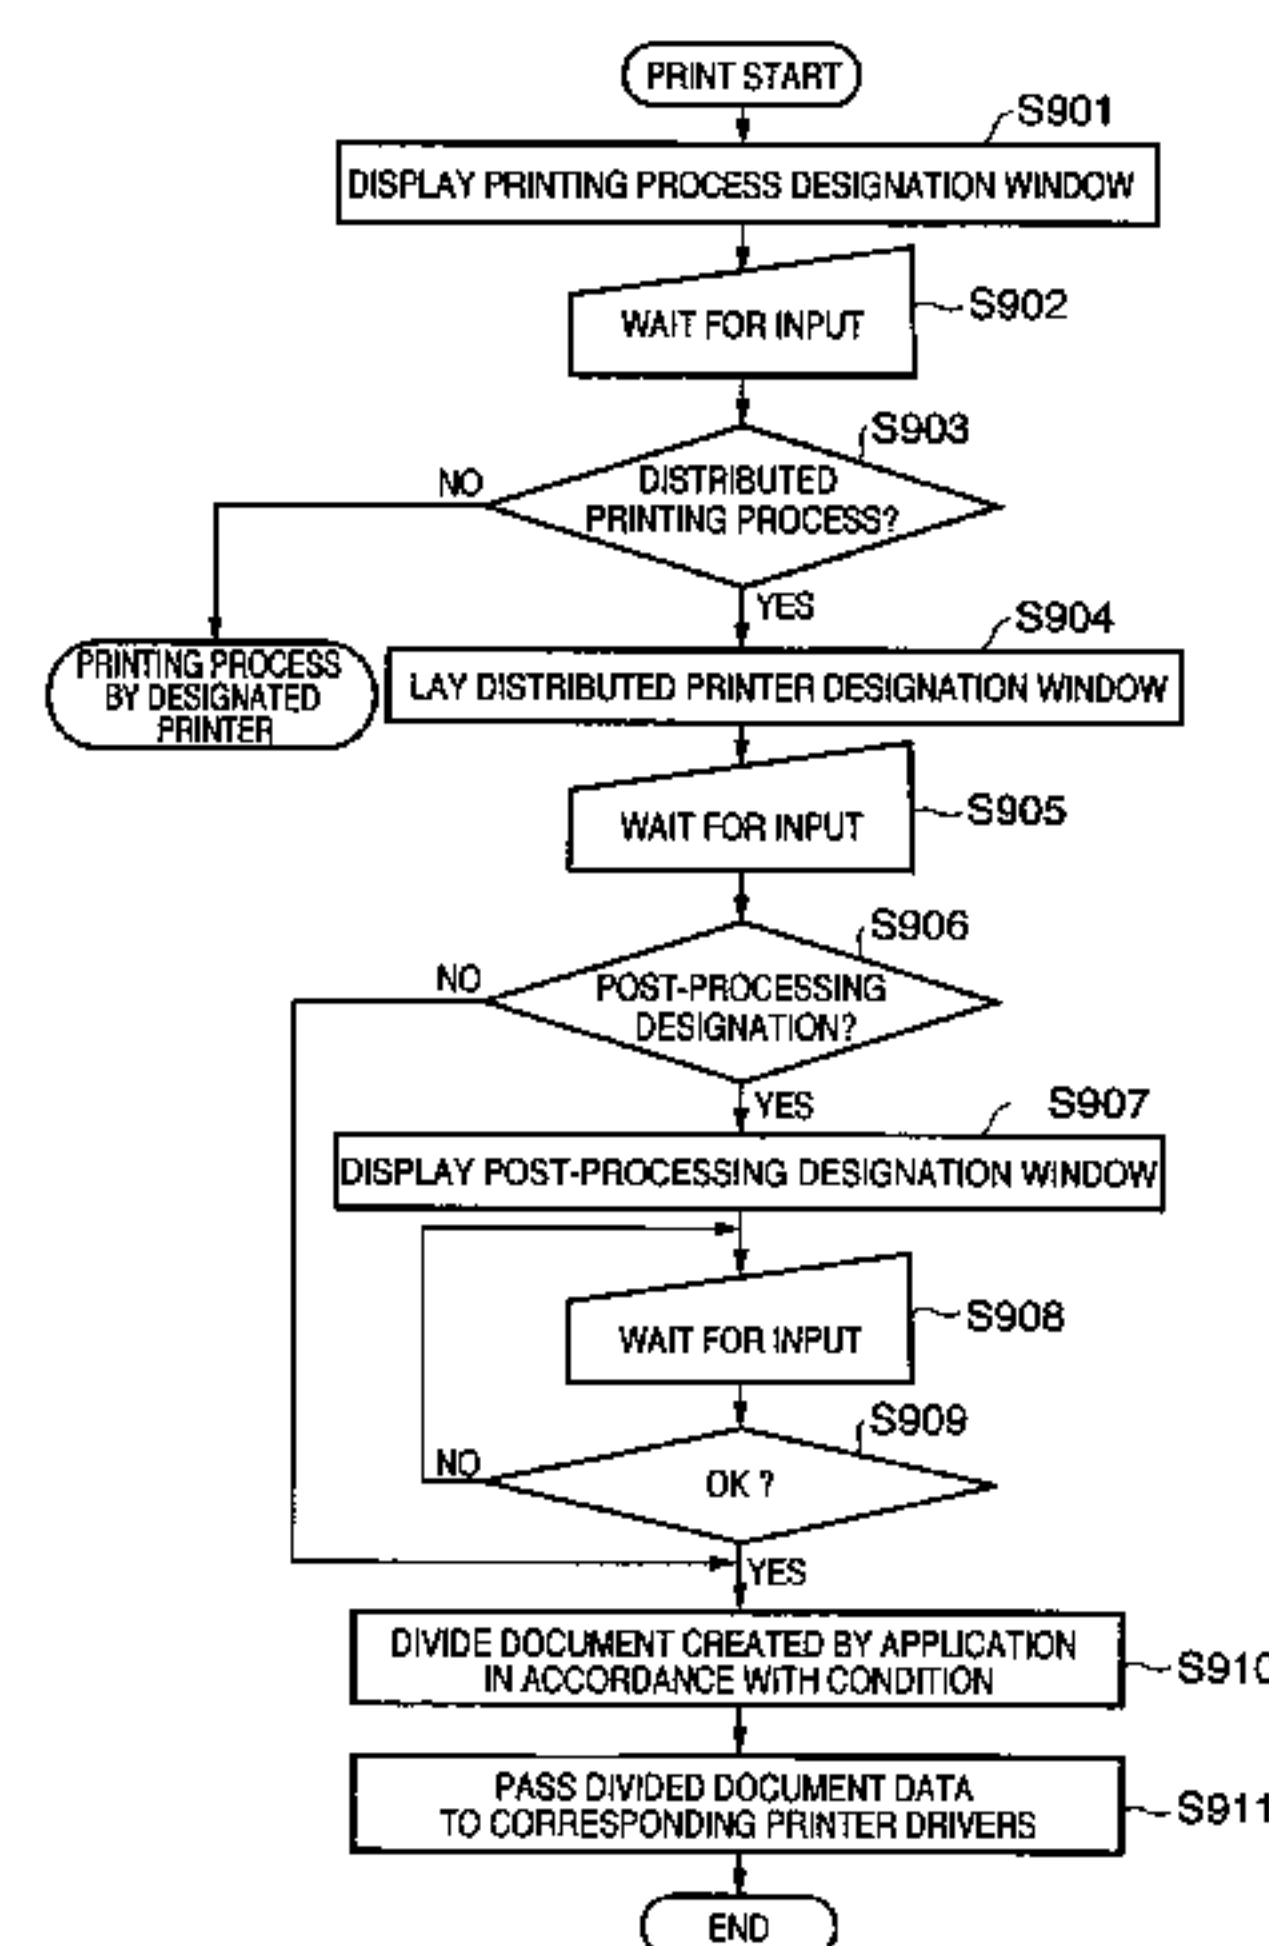 PRINT START
S901
DISPLAY PRINTING PROCESS DESIGNATION WINDOW
WAIT FOR INPUT
S902
S903
DISTRIBUTED
PRINTING PROCESS?
NO
YES
PRINTING PROCESS
BY DESIGNATED
PRINTER
S904
LAY DISTRIBUTED PRINTER DESIGNATION WINDOW
WAIT FOR INPUT
S905
S906
POST-PROCESSING
DESIGNATION?
NO
YES
S907
DISPLAY POST-PROCESSING DESIGNATION WINDOW
WAIT FOR INPUT
S908
S909
OK ?
NO
YES
DIVIDE DOCUMENT CREATED BY APPLICATION
IN ACCORDANCE WITH CONDITION
S910
PASS DIVIDED DOCUMENT DATA
TO CORRESPONDING PRINTER DRIVERS
S911
END